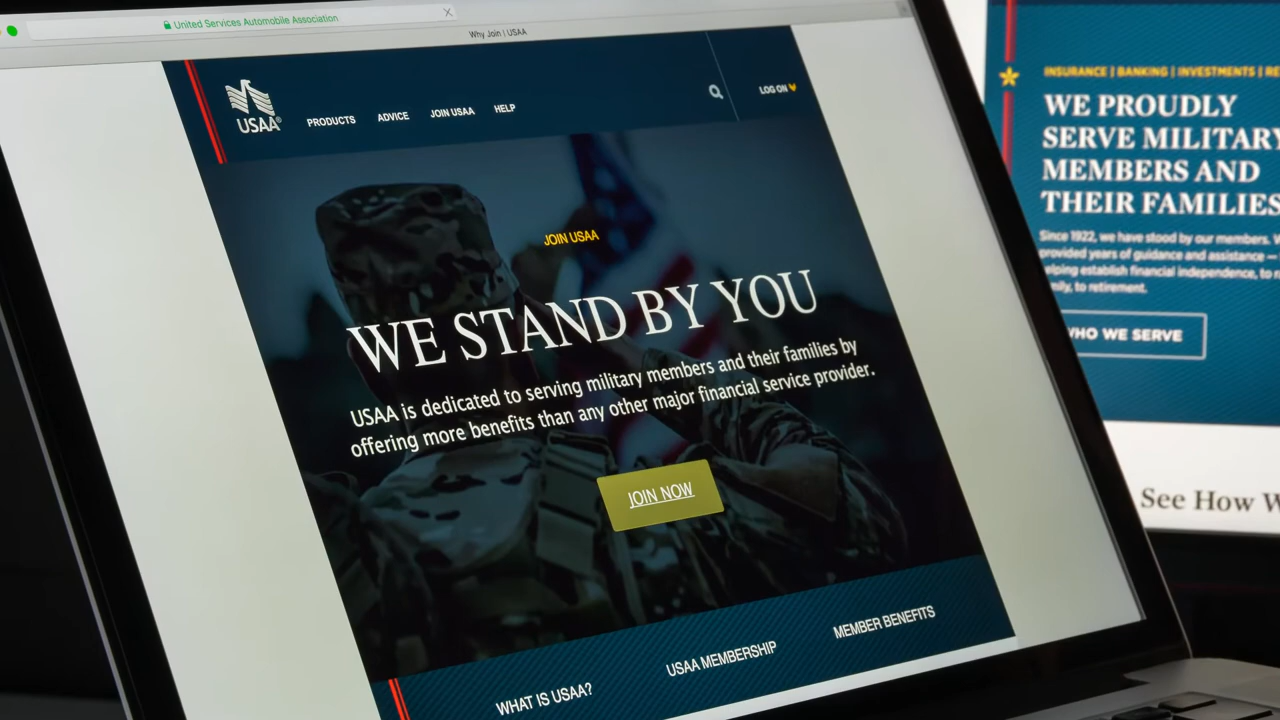 United Services Automobile Association
Why Join | USAA
USAA
PRODUCTS
ADVICE
JOIN USAA
HELP
LOG ON
JOIN USAA
WE STAND BY YOU
USAA is dedicated to serving military members and their families by
offering more benefits than any other major financial service provider.
JOIN NOW
WHAT IS USAA?
USAA MEMBERSHIP
MEMBER BENEFITS
INSURANCE | BANKING | INVESTMENTS | RE
WE PROUDLY
SERVE MILITARY
MEMBERS AND
THEIR FAMILIES
Since 1922, we have stood by our members. W
provided years of guidance and assistance —
elping establish financial independence, to
mily, to retirement.
WHO WE SERVE
See How W